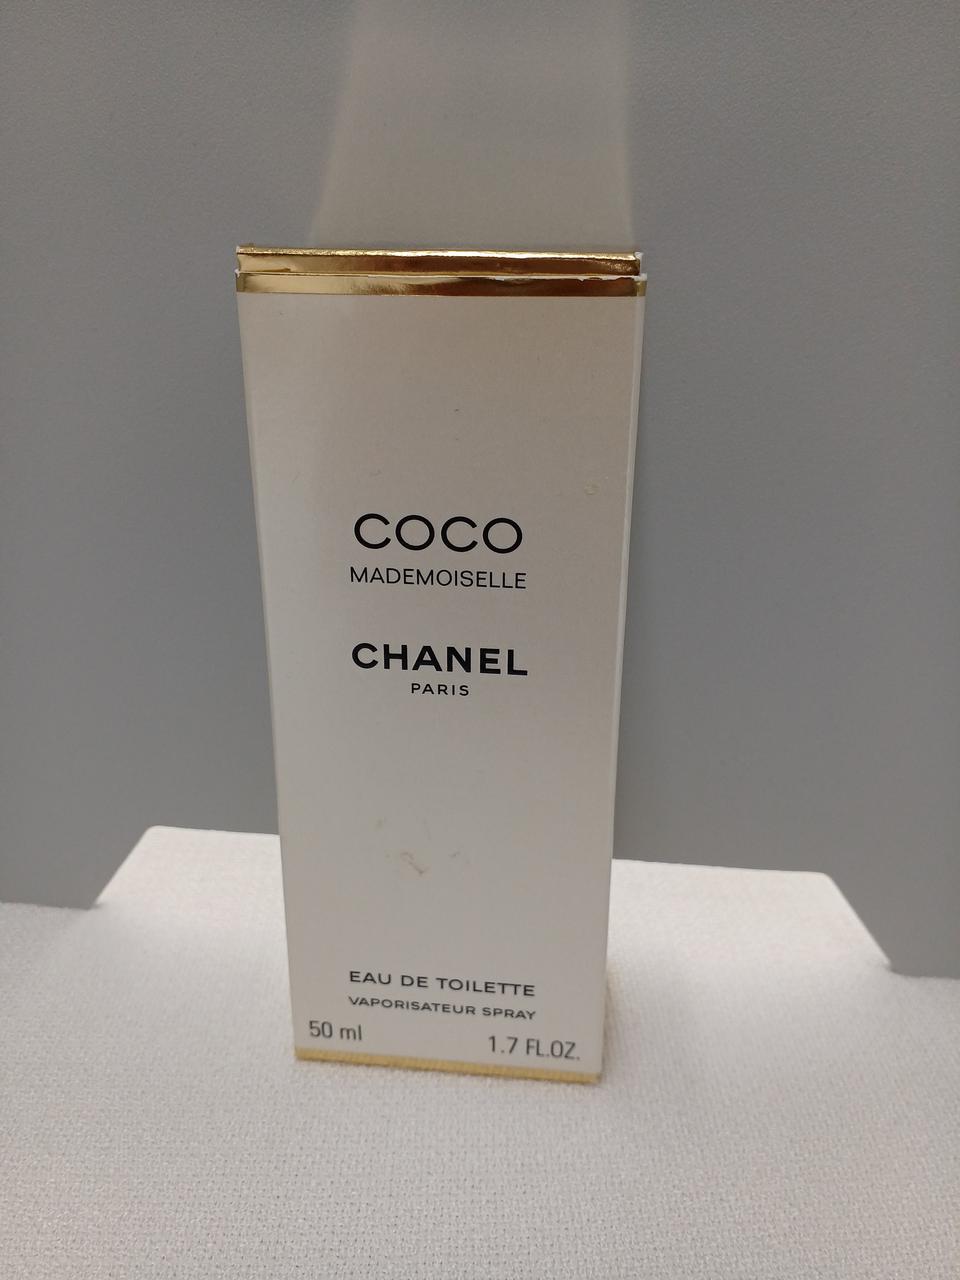 COCO
MADEMOISELLE
CHANEL
PARIS
EAU DE TOILETTE
VAPORISATEUR SPRAY
50 ml 1.7 FL.OZ.